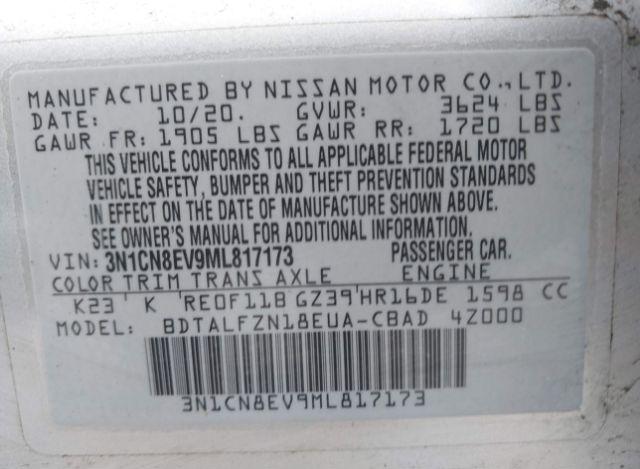 MANUFACTURED BY NISSAN MOTOR CO., LTD.
DATE: 10/20. GVWR: 3624 LBS
GAWR FR: 1905 LBS GAWR RR: 1720 LBS
THIS VEHICLE CONFORMS TO ALL APPLICABLE FEDERAL MOTOR
VEHICLE SAFETY, BUMPER AND THEFT PREVENTION STANDARDS
IN EFFECT ON THE DATE OF MANUFACTURE SHOWN ABOVE.
SEE OWNER'S MANUAL FOR ADDITIONAL INFORMATION.
VIN: 3N1CN8EV9ML817173 PASSENGER CAR.
COLOR TRIM TRANS AXLE ENGINE
K23 K RE0F11B GZ39 HR16DE 1598 CC
MODEL: BDTALFZN18EUA-CBAD 4Z000
3N1CN8EV9ML817173